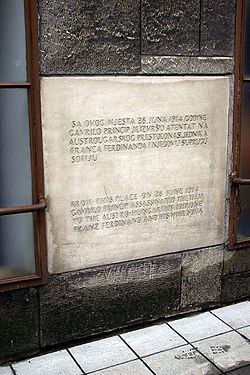 SA OVOG MJESTA 28. JUNA 1914. GODINE
GAVRILO PRINCIP JE IZVRŠIO ATENTAT NA
AUSTROUGARSKOG PRESTOLONASLJEDNIKA
FRANCA FERDINANDA I NJEGOVU SUPRUGU
SOFIJU
FROM THIS PLACE ON 28 JUNE 1914
GAVRILO PRINCIP ASSASSINATED THE HEIR
TO THE AUSTRO-HUNGARIAN THRONE
FRANZ FERDINAND AND HIS WIFE SOFIA